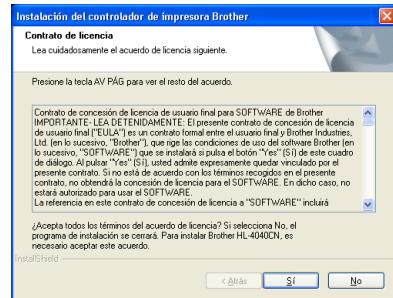 Instalación del controlador de impresora Brother
Contrato de licencia
Lea cuidadosamente el acuerdo de licencia siguiente.
Presione la tecla AV PÁG para ver el resto del acuerdo.
Contrato de concesión de licencia de usuario final para SOFTWARE de Brother
IMPORTANTE- LEA DETENIDAMENTE: El presente contrato de concesión de licencia
de usuario final ("EULA") es un contrato formal entre el usuario final y Brother Industries,
Ltd. (en lo sucesivo, "Brother"), que rige las condiciones de uso del software Brother (en
lo sucesivo, "SOFTWARE") que se instalará si pulsa el botón "Yes" (Sí) de este cuadro
de diálogo. Al pulsar "Yes" (Sí), usted admite expresamente quedar vinculado por el
presente contrato. Si no está de acuerdo con los términos recogidos en el presente
contrato, no obtendrá la concesión de licencia para el SOFTWARE. En dicho caso, no
estará autorizado para usar el SOFTWARE.
La referencia en este contrato de concesión de licencia a "SOFTWARE" incluirá
¿Acepta todos los términos del acuerdo de licencia? Si selecciona No, el
programa de instalación se cerrará. Para instalar Brother HL-4040CN, es
necesario aceptar este acuerdo.
InstallShield
< Atrás Sí No